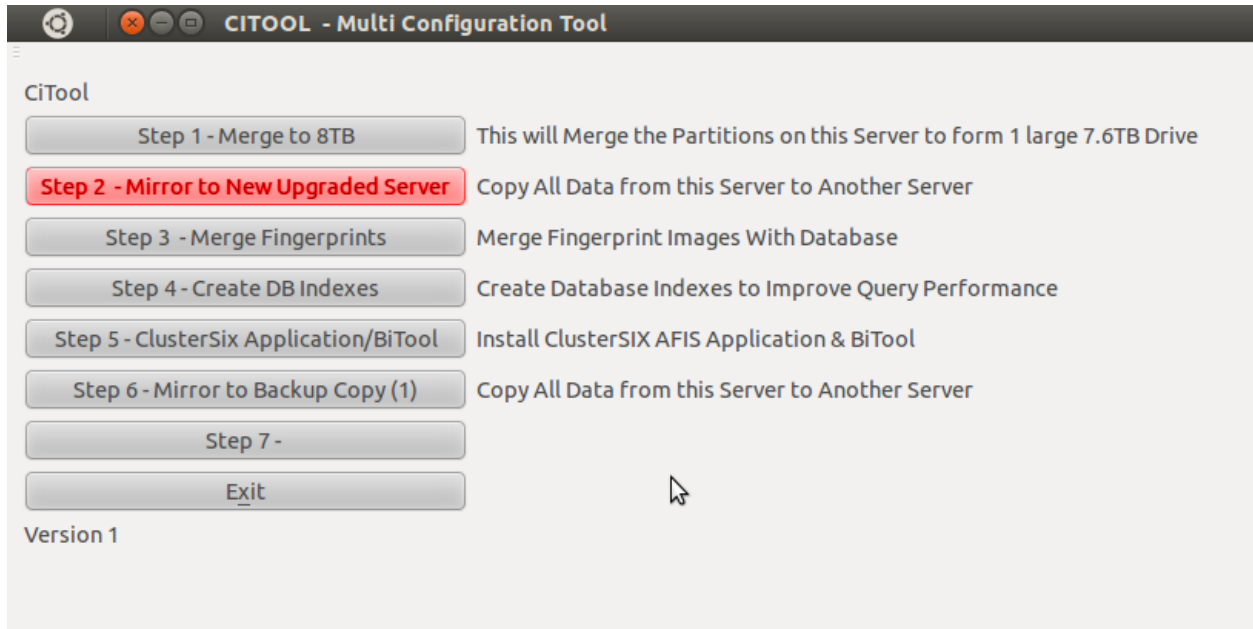 CITOOL - Multi Configuration Tool
CiTool
Step 1 - Merge to 8TB This will Merge the Partitions on this Server to form 1 large 7.6TB Drive
Step 2 - Mirror to New Upgraded Server Copy All Data from this Server to Another Server
Step 3 - Merge Fingerprints Merge Fingerprint Images With Database
Step 4 - Create DB Indexes Create Database Indexes to Improve Query Performance
Step 5 - ClusterSix Application/BiTool Install ClusterSIX AFIS Application & BiTool
Step 6 - Mirror to Backup Copy (1) Copy All Data from this Server to Another Server
Step 7 -
Exit
Version 1